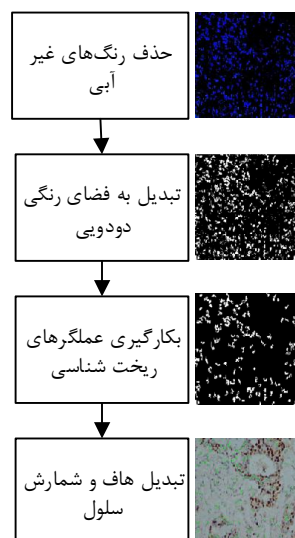 حذف رنگ‌های غیر
آبی
تبدیل به فضای رنگی
دودویی
بکارگیری عملگرهای
ریخت شناسی
تبدیل هاف و شمارش
سلول